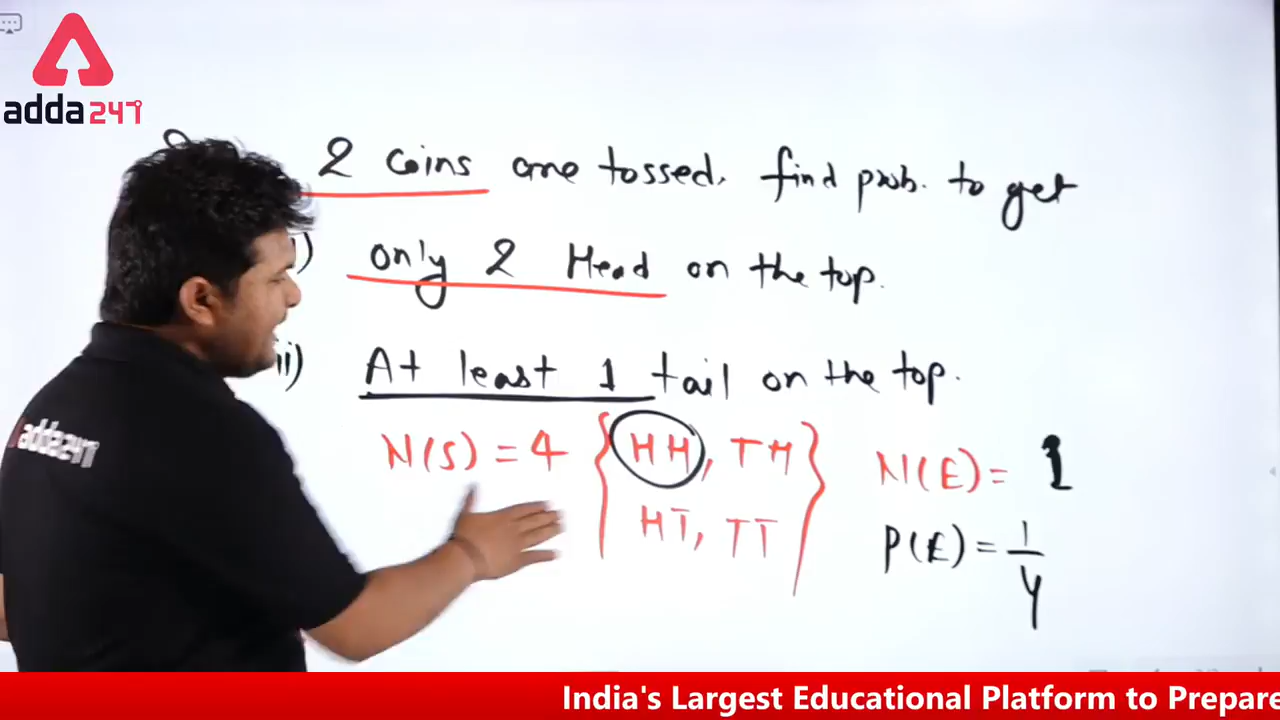 adda247
2 Coins are tossed. find prob. to get
i) only 2 Head on the top.
ii) At least 1 tail on the top.
N(S) = 4 { HH, TH N(E) = 1
HT, TT } P(E) = 1/4
adda247
India's Largest Educational Platform to Prepare